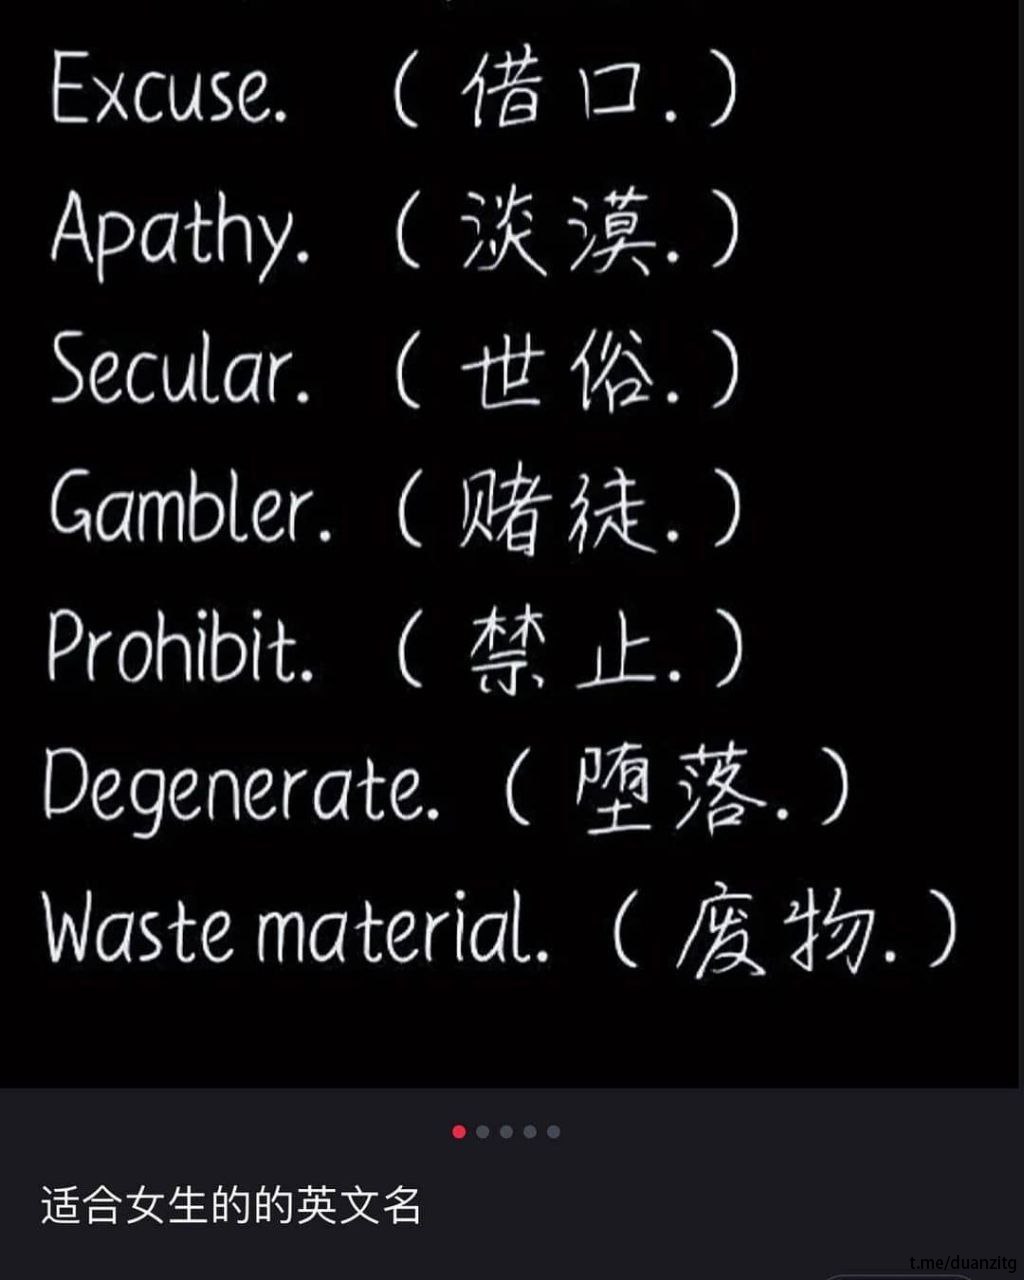 Excuse. (借口.)
Apathy. (淡漠.)
Secular. (世俗.)
Gambler. (赌徒.)
Prohibit. (禁止.)
Degenerate. (堕落.)
Waste material. (废物.)
适合女生的的英文名
t.me/duanzitg